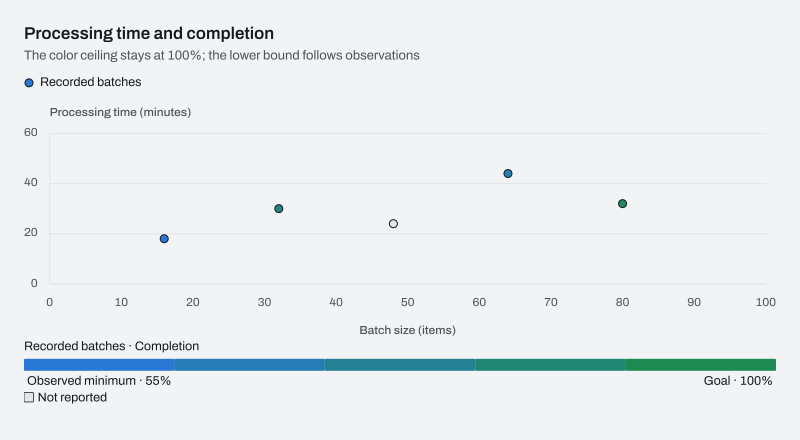 Processing time and completion
The color ceiling stays at 100%; the lower bound follows observations
Recorded batches
Processing time (minutes)
60
40
20
0
0 10 20 30 40 50 60 70 80 90 100
Batch size (items)
Recorded batches · Completion
Observed minimum · 55% Goal · 100%
Not reported